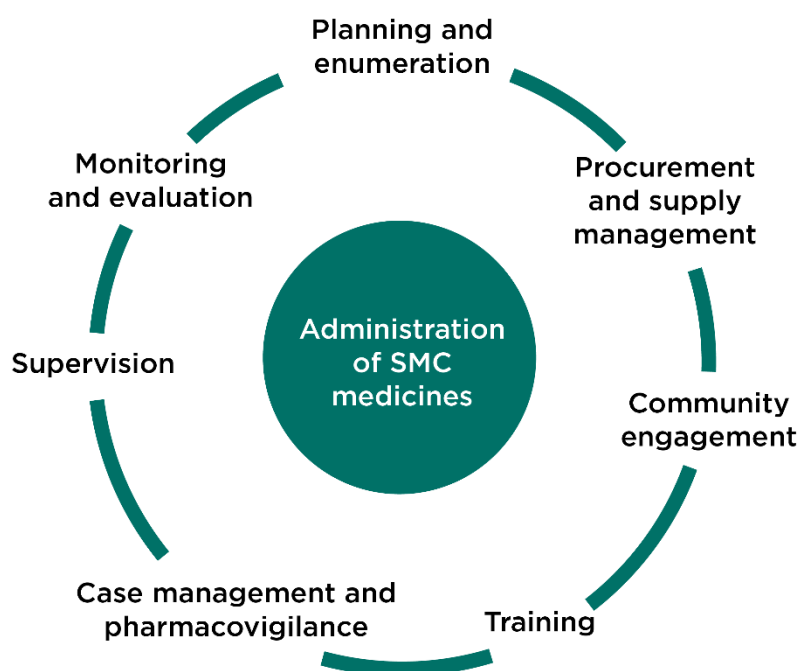 Planning and
enumeration
Procurement
and supply
management
Community
engagement
Training
Case management and
pharmacovigilance
Supervision
Monitoring
and evaluation
Administration
of SMC
medicines